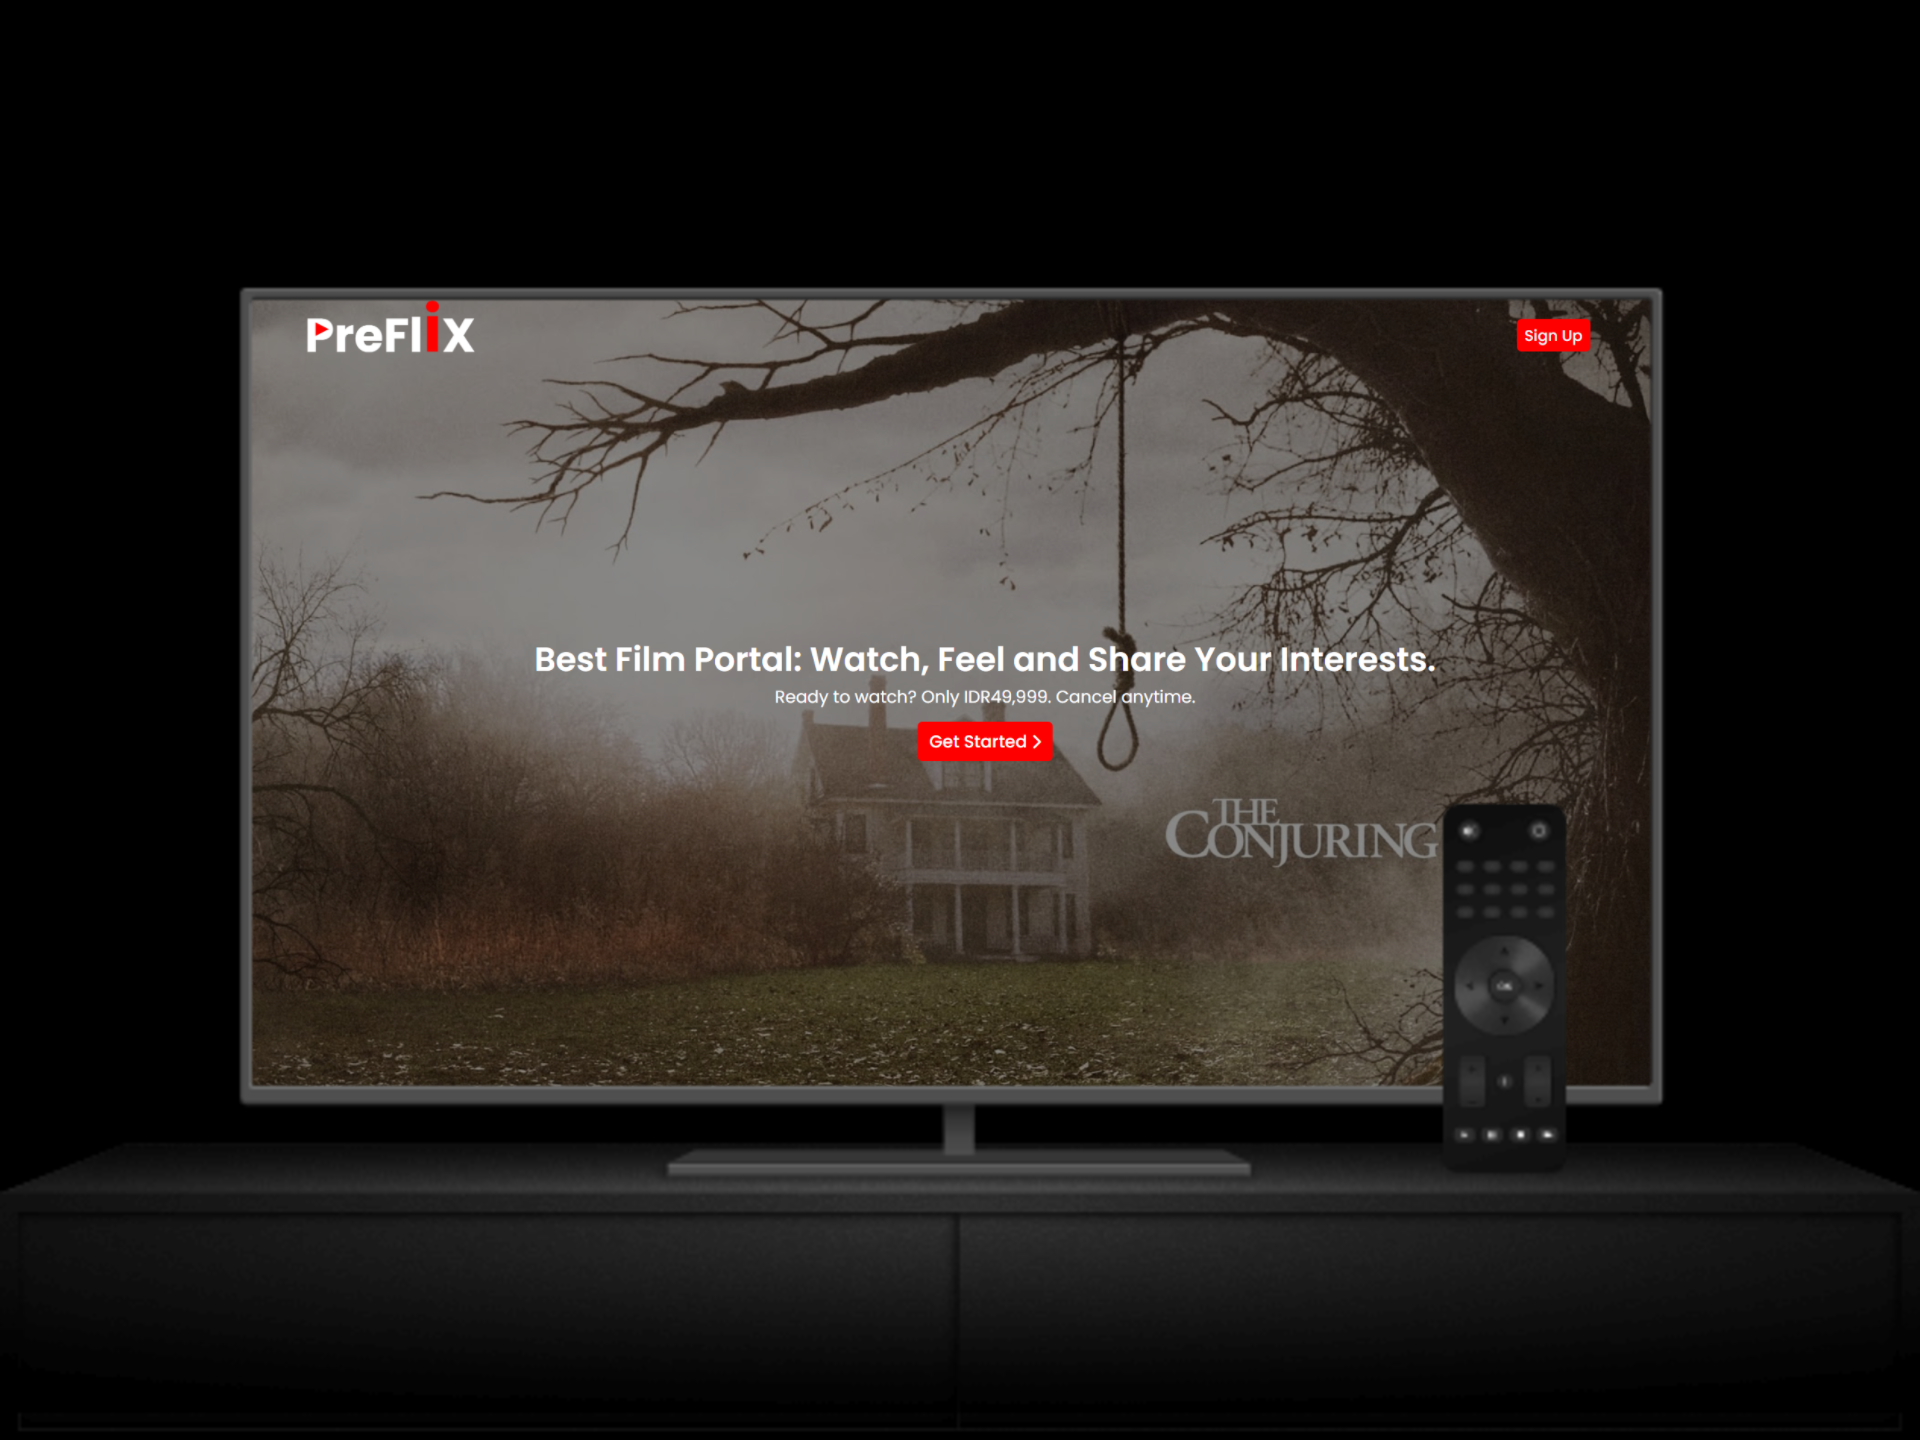 PreFliX
Sign Up
Best Film Portal: Watch, Feel and Share Your Interests.
Ready to watch? Only IDR49,999. Cancel anytime.
Get Started
THE
CONJURING